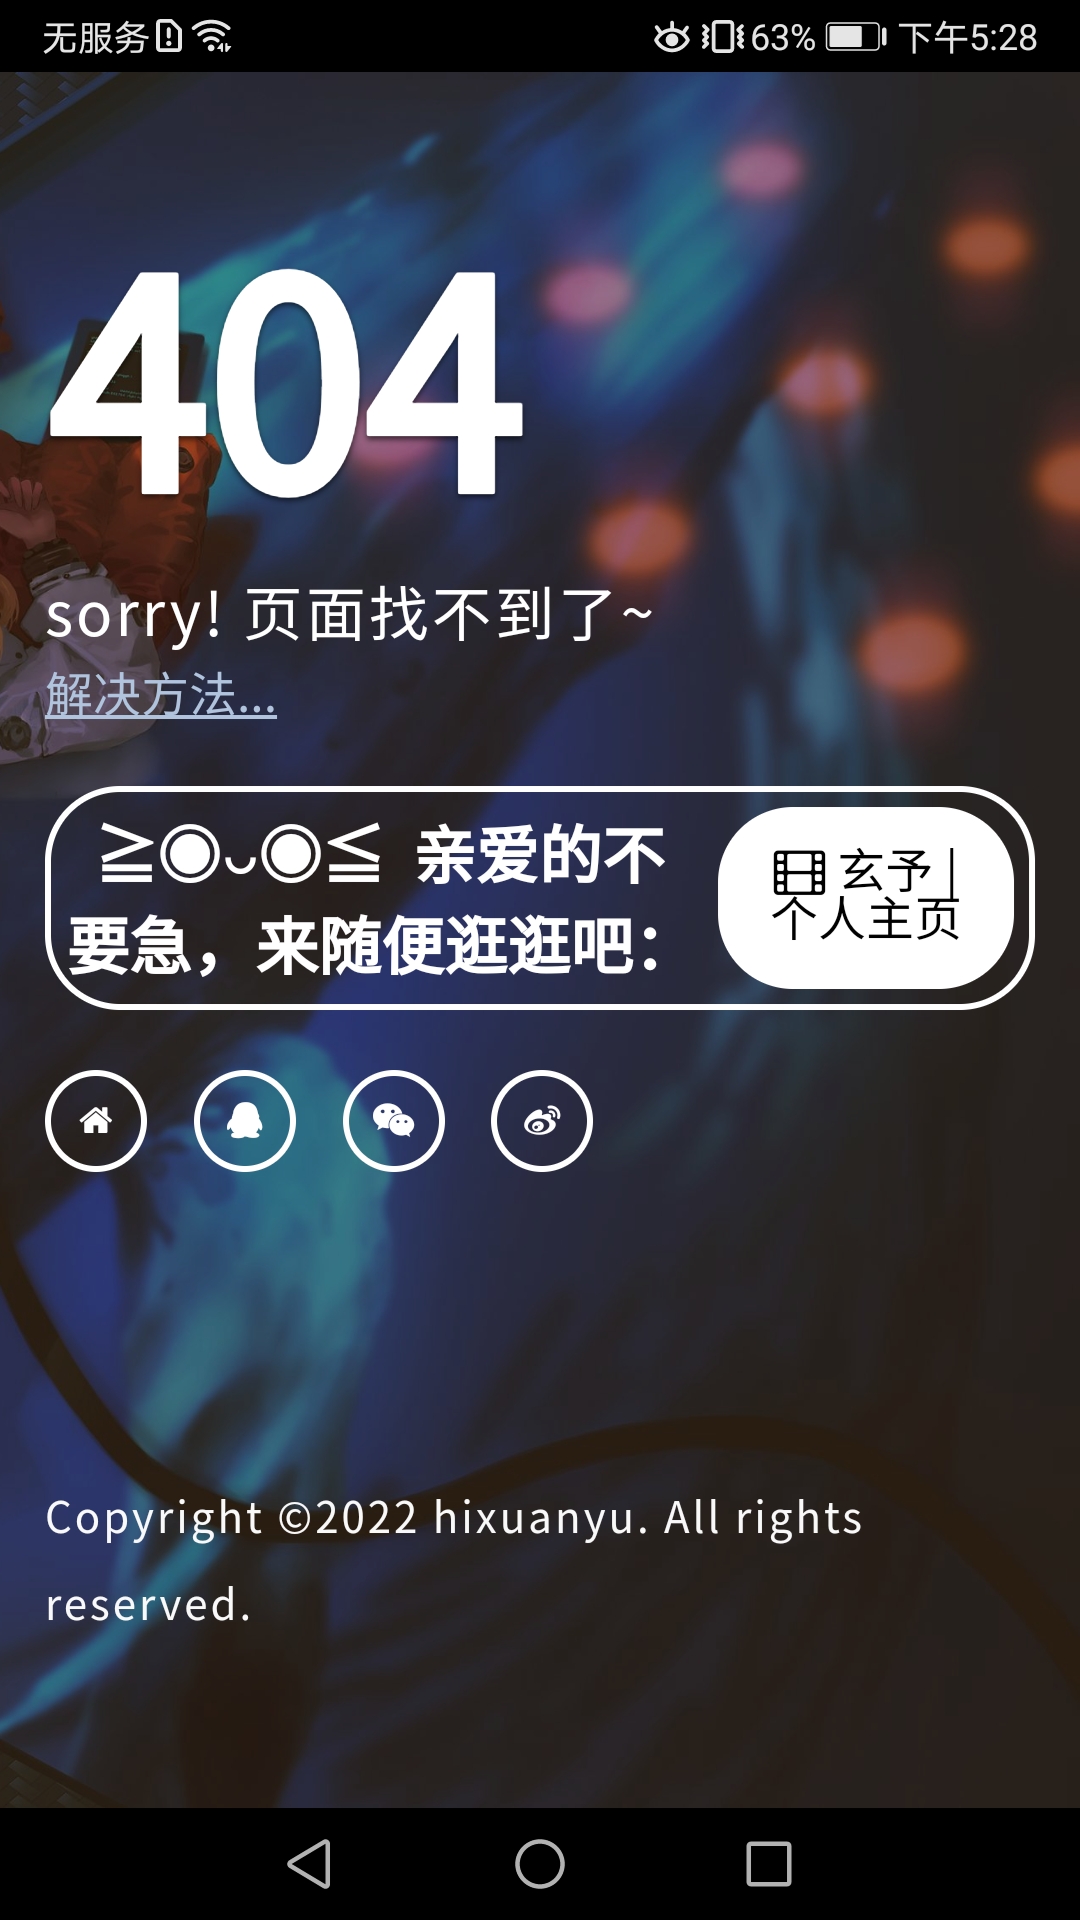 无服务 63% 下午5:28
404
sorry! 页面找不到了~
解决方法...
≧◉ᴗ◉≦ 亲爱的不
要急，来随便逛逛吧：
玄予 |
个人主页
Copyright ©2022 hixuanyu. All rights
reserved.